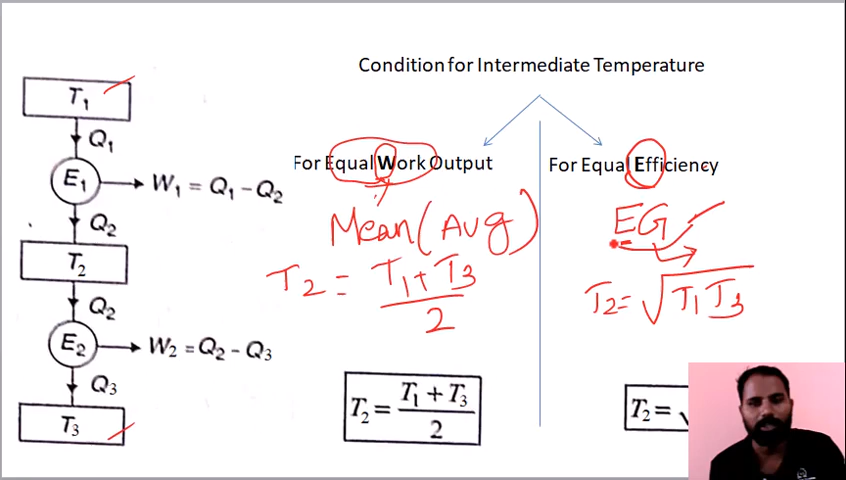 Condition for Intermediate Temperature
T₁
Q₁
E₁
W₁ = Q₁ - Q₂
Q₂
T₂
Q₂
E₂
W₂ = Q₂ - Q₃
Q₃
T₃
For Equal Work Output
Mean (Avg)
T₂ = (T₁ + T₃) / 2
T₂ = (T₁ + T₃) / 2
For Equal Efficiency
EG
T₂ = √(T₁ T₃)
T₂ = √